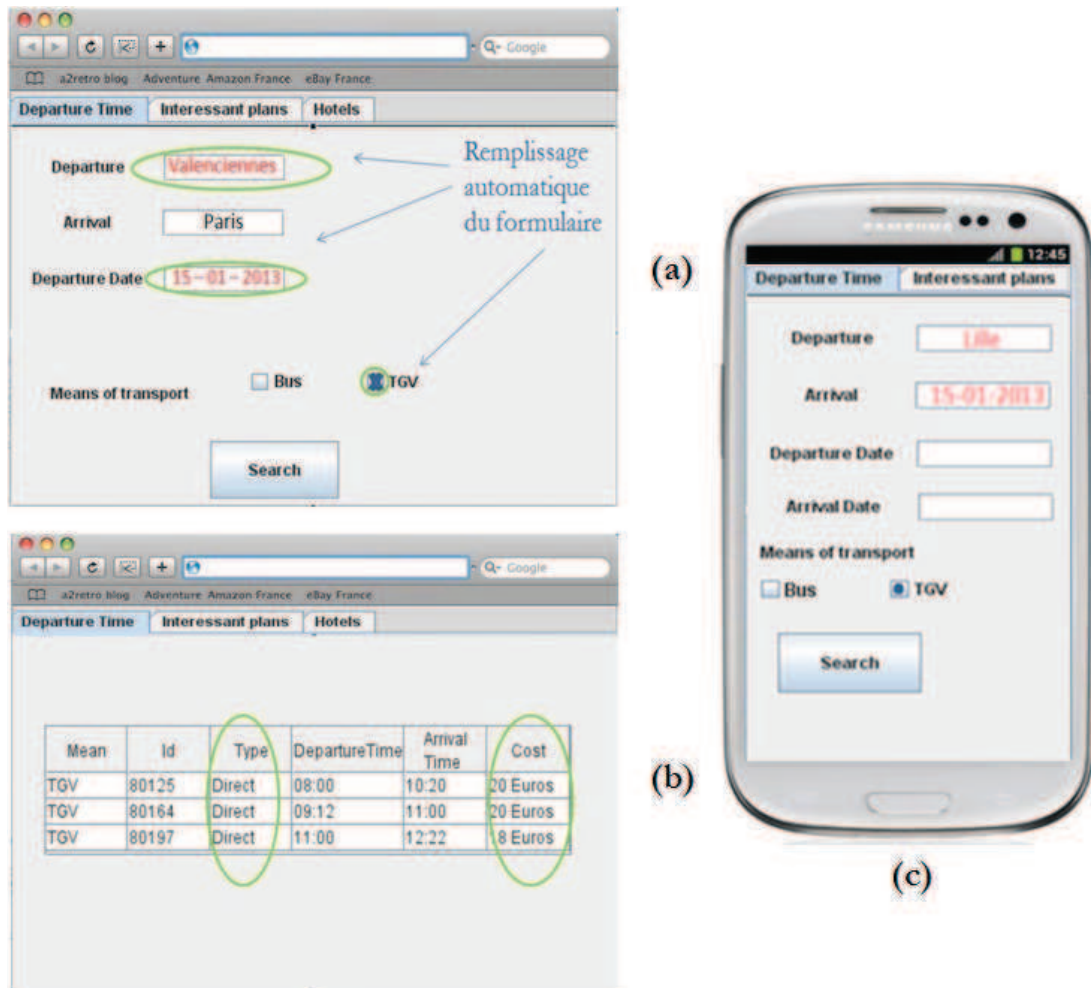 Google
a2retro blog Adventure Amazon France eBay France
Departure Time Interessant plans Hotels
Departure Valenciennes
Arrival Paris
Departure Date 15-01-2013
Remplissage
automatique
du formulaire
Means of transport Bus TGV
Search
(a)
Google
a2retro blog Adventure Amazon France eBay France
Departure Time Interessant plans Hotels
Mean Id Type DepartureTime Arrival Time Cost
TGV 80125 Direct 08:00 10:20 20 Euros
TGV 80164 Direct 09:12 11:00 20 Euros
TGV 80197 Direct 11:00 12:22 8 Euros
(b)
12:45
Departure Time Interessant plans
Departure Lille
Arrival 15-01-2013
Departure Date
Arrival Date
Means of transport
Bus TGV
Search
(c)